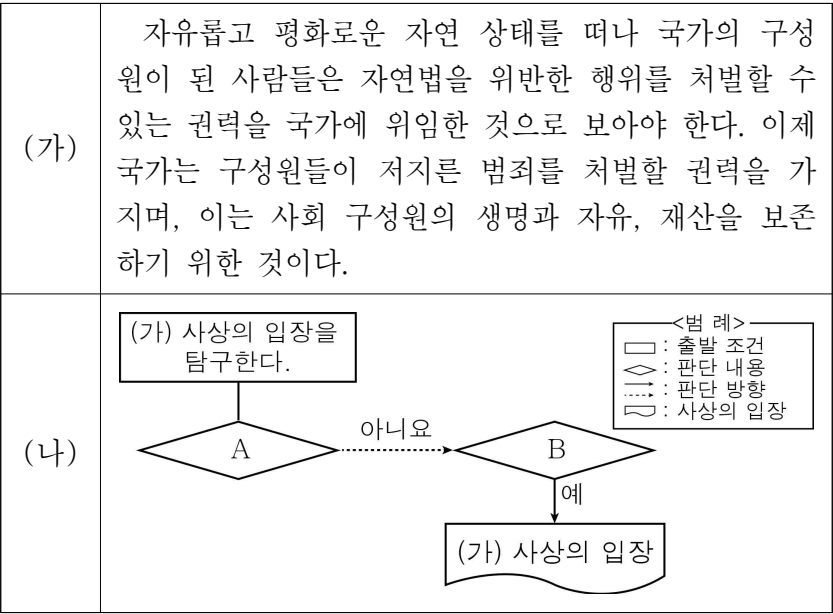 (가)
자유롭고 평화로운 자연 상태를 떠나 국가의 구성
원이 된 사람들은 자연법을 위반한 행위를 처벌할 수
있는 권력을 국가에 위임한 것으로 보아야 한다. 이제
국가는 구성원들이 저지른 범죄를 처벌할 권력을 가
지며, 이는 사회 구성원의 생명과 자유, 재산을 보존
하기 위한 것이다.
(나)
(가) 사상의 입장을
탐구한다.
<범 례>
: 출발 조건
: 판단 내용
: 판단 방향
: 사상의 입장
A
아니요
B
예
(가) 사상의 입장